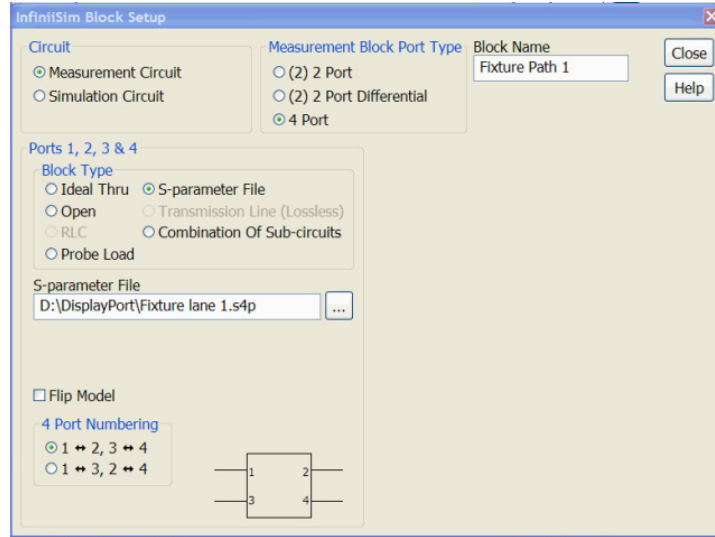 InfiniiSim Block Setup
Circuit
Measurement Circuit
Simulation Circuit
Measurement Block Port Type
(2) 2 Port
(2) 2 Port Differential
4 Port
Block Name
Fixture Path 1
Close
Help
Ports 1, 2, 3 & 4
Block Type
Ideal Thru S-parameter File
Open Transmission Line (Lossless)
RLC Combination Of Sub-circuits
Probe Load
S-parameter File
D:\DisplayPort\Fixture lane 1.s4p ...
Flip Model
4 Port Numbering
1 ↔ 2, 3 ↔ 4
1 ↔ 3, 2 ↔ 4
1 2
3 4